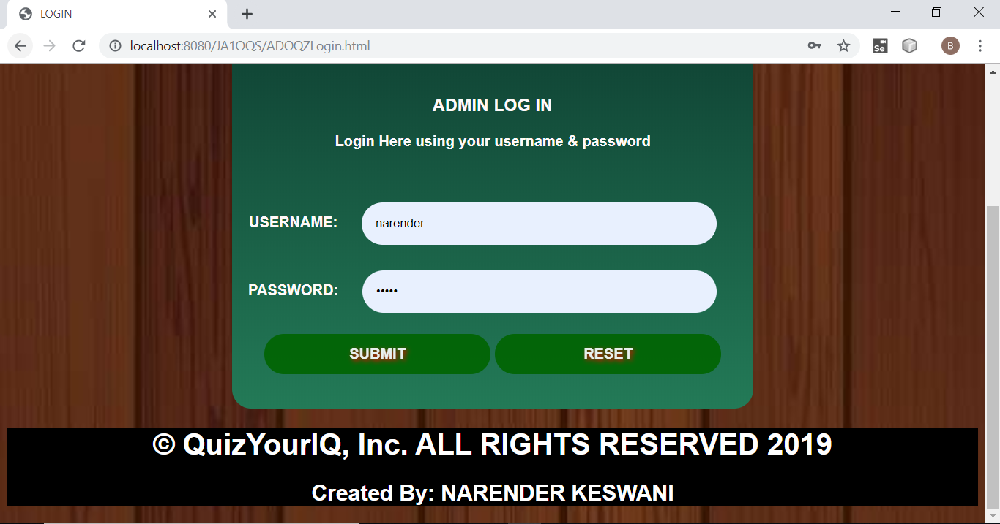 LOGIN
localhost:8080/JA1OQS/ADOQZLogin.html
Se
B
ADMIN LOG IN
Login Here using your username & password
USERNAME: narender
PASSWORD: •••••
SUBMIT RESET
© QuizYourIQ, Inc. ALL RIGHTS RESERVED 2019
Created By: NARENDER KESWANI